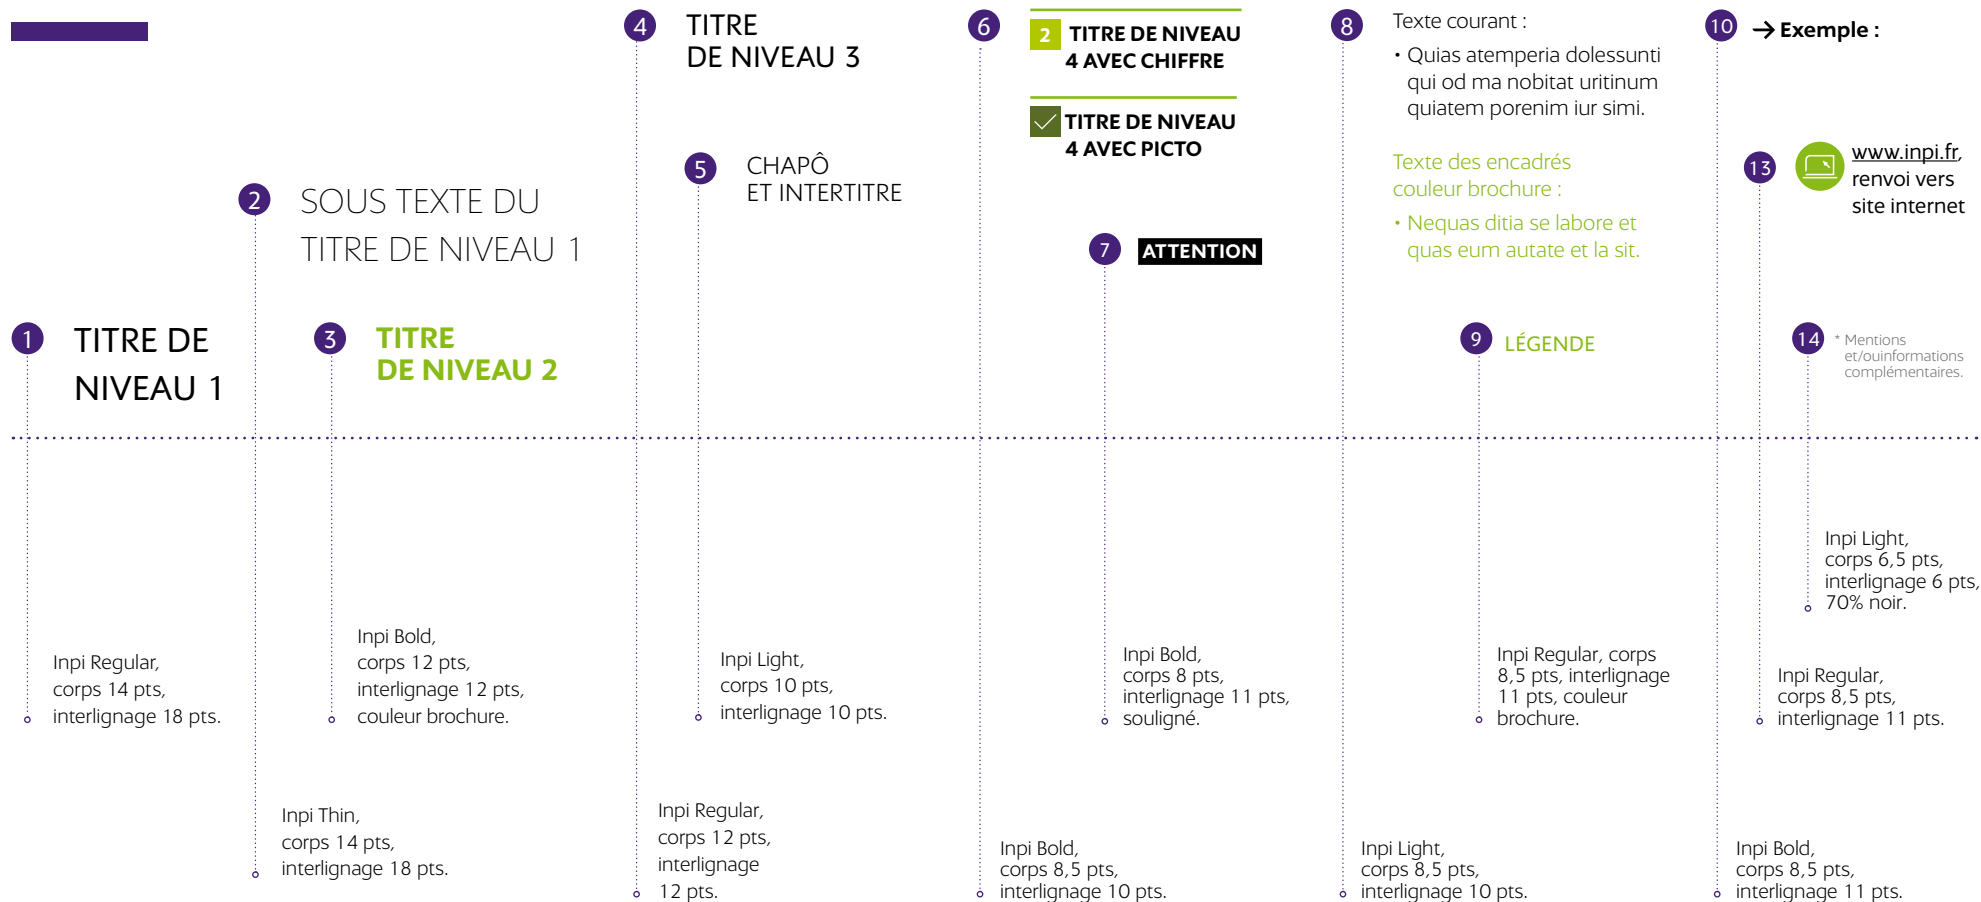 1
TITRE DE
NIVEAU 1
2
SOUS TEXTE DU
TITRE DE NIVEAU 1
3
TITRE
DE NIVEAU 2
4
TITRE
DE NIVEAU 3
5
CHAPÔ
ET INTERTITRE
6
2 TITRE DE NIVEAU
4 AVEC CHIFFRE
TITRE DE NIVEAU
4 AVEC PICTO
7
ATTENTION
8
Texte courant :
• Quias atemperia dolessunti
qui od ma nobitat uritinum
quiatem porenim iur simi.
Texte des encadrés
couleur brochure :
• Nequas ditia se labore et
quas eum autate et la sit.
9
LÉGENDE
10
→ Exemple :
13
www.inpi.fr,
renvoi vers
site internet
14
* Mentions
et/ouinformations
complémentaires.
Inpi Regular,
corps 14 pts,
interlignage 18 pts.
Inpi Thin,
corps 14 pts,
interlignage 18 pts.
Inpi Bold,
corps 12 pts,
interlignage 12 pts,
couleur brochure.
Inpi Regular,
corps 12 pts,
interlignage
12 pts.
Inpi Light,
corps 10 pts,
interlignage 10 pts.
Inpi Bold,
corps 8,5 pts,
interlignage 10 pts.
Inpi Bold,
corps 8 pts,
interlignage 11 pts,
souligné.
Inpi Light,
corps 8,5 pts,
interlignage 10 pts.
Inpi Regular, corps
8,5 pts, interlignage
11 pts, couleur
brochure.
Inpi Bold,
corps 8,5 pts,
interlignage 11 pts.
Inpi Regular,
corps 8,5 pts,
interlignage 11 pts.
Inpi Light,
corps 6,5 pts,
interlignage 6 pts,
70% noir.